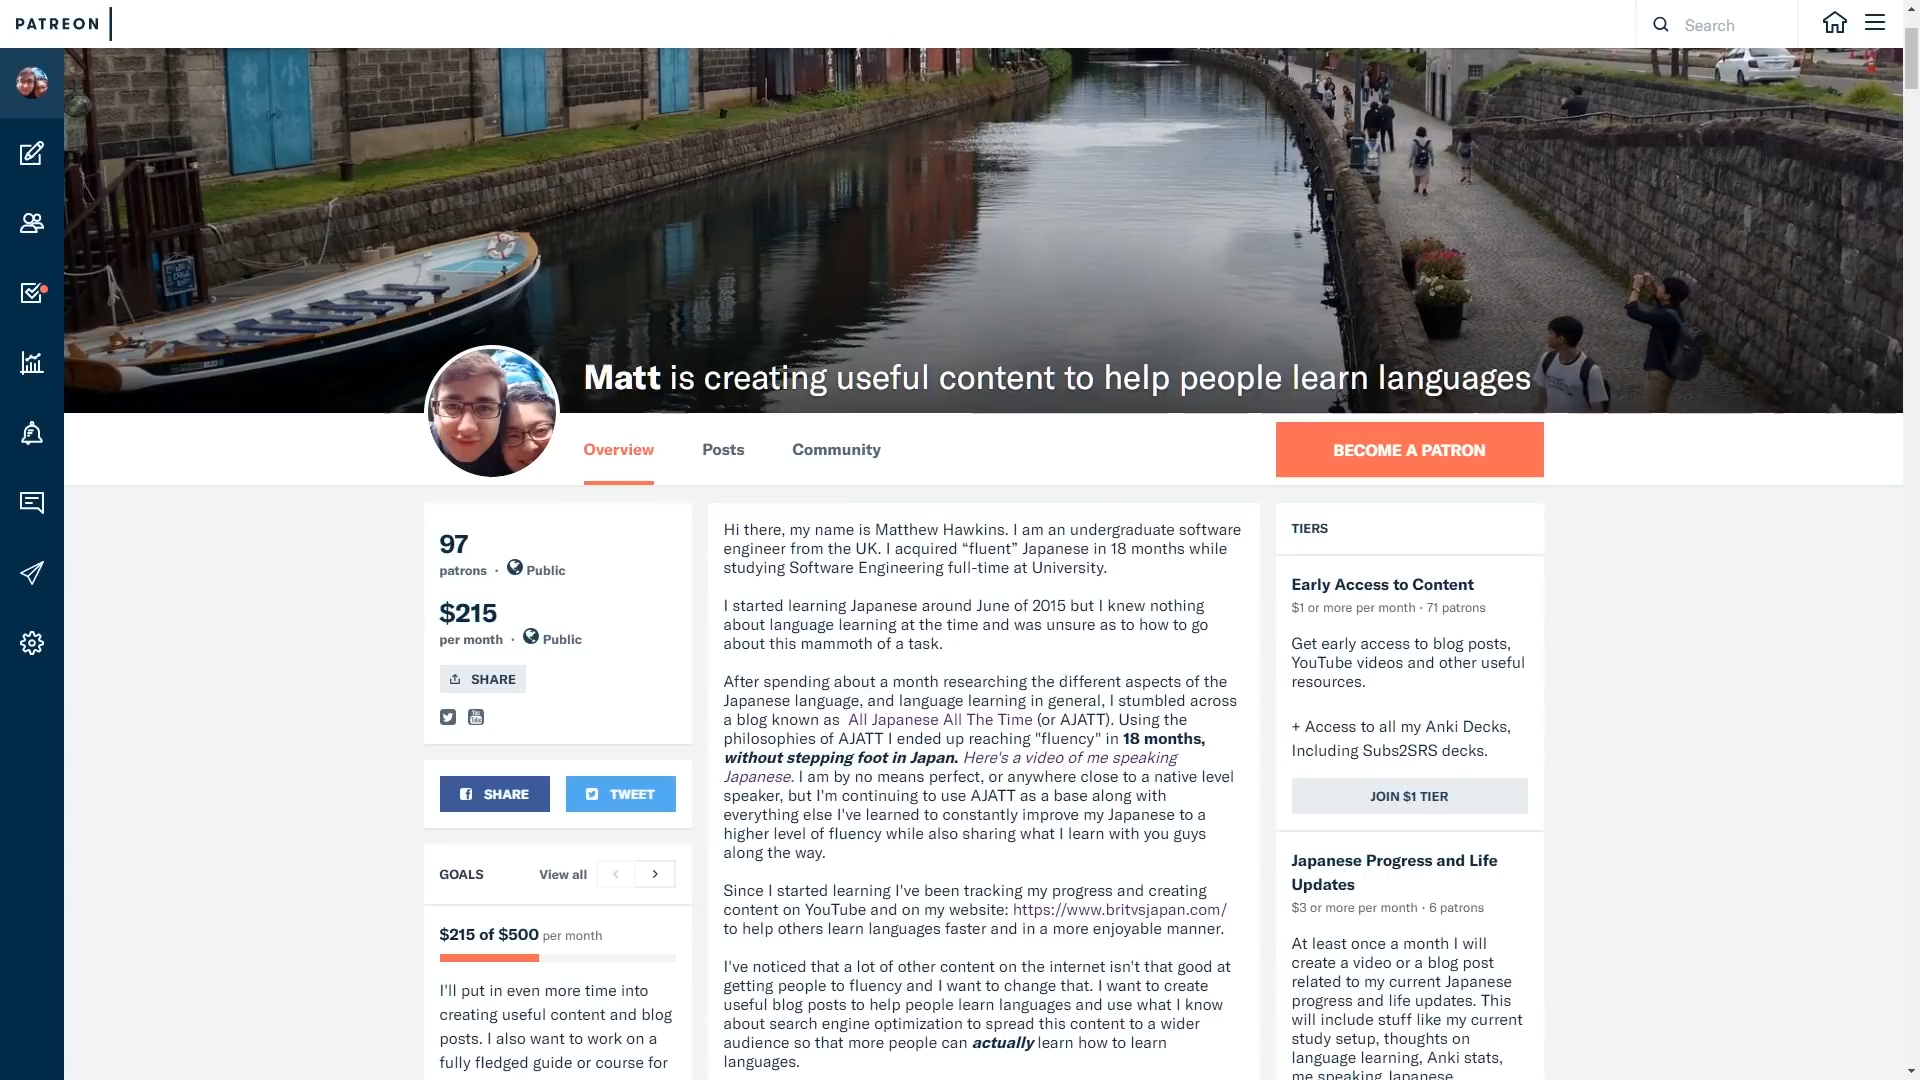 PATREON
Search
Matt is creating useful content to help people learn languages
Overview
Posts
Community
BECOME A PATRON
97
patrons · Public
$215
per month · Public
SHARE
SHARE
TWEET
GOALS
View all
$215 of $500 per month
I'll put in even more time into
creating useful content and blog
posts. I also want to work on a
fully fledged guide or course for
Hi there, my name is Matthew Hawkins. I am an undergraduate software
engineer from the UK. I acquired “fluent” Japanese in 18 months while
studying Software Engineering full-time at University.
I started learning Japanese around June of 2015 but I knew nothing
about language learning at the time and was unsure as to how to go
about this mammoth of a task.
After spending about a month researching the different aspects of the
Japanese language, and language learning in general, I stumbled across
a blog known as  All Japanese All The Time (or AJATT). Using the
philosophies of AJATT I ended up reaching "fluency" in 18 months,
without stepping foot in Japan. Here's a video of me speaking
Japanese. I am by no means perfect, or anywhere close to a native level
speaker, but I'm continuing to use AJATT as a base along with
everything else I've learned to constantly improve my Japanese to a
higher level of fluency while also sharing what I learn with you guys
along the way.
Since I started learning I've been tracking my progress and creating
content on YouTube and on my website: https://www.britvsjapan.com/
to help others learn languages faster and in a more enjoyable manner.
I've noticed that a lot of other content on the internet isn't that good at
getting people to fluency and I want to change that. I want to create
useful blog posts to help people learn languages and use what I know
about search engine optimization to spread this content to a wider
audience so that more people can actually learn how to learn
languages.
TIERS
Early Access to Content
$1 or more per month · 71 patrons
Get early access to blog posts,
YouTube videos and other useful
resources.
+ Access to all my Anki Decks,
Including Subs2SRS decks.
JOIN $1 TIER
Japanese Progress and Life
Updates
$3 or more per month · 6 patrons
At least once a month I will
create a video or a blog post
related to my current Japanese
progress and life updates. This
will include stuff like my current
study setup, thoughts on
language learning, Anki stats,
me speaking Japanese